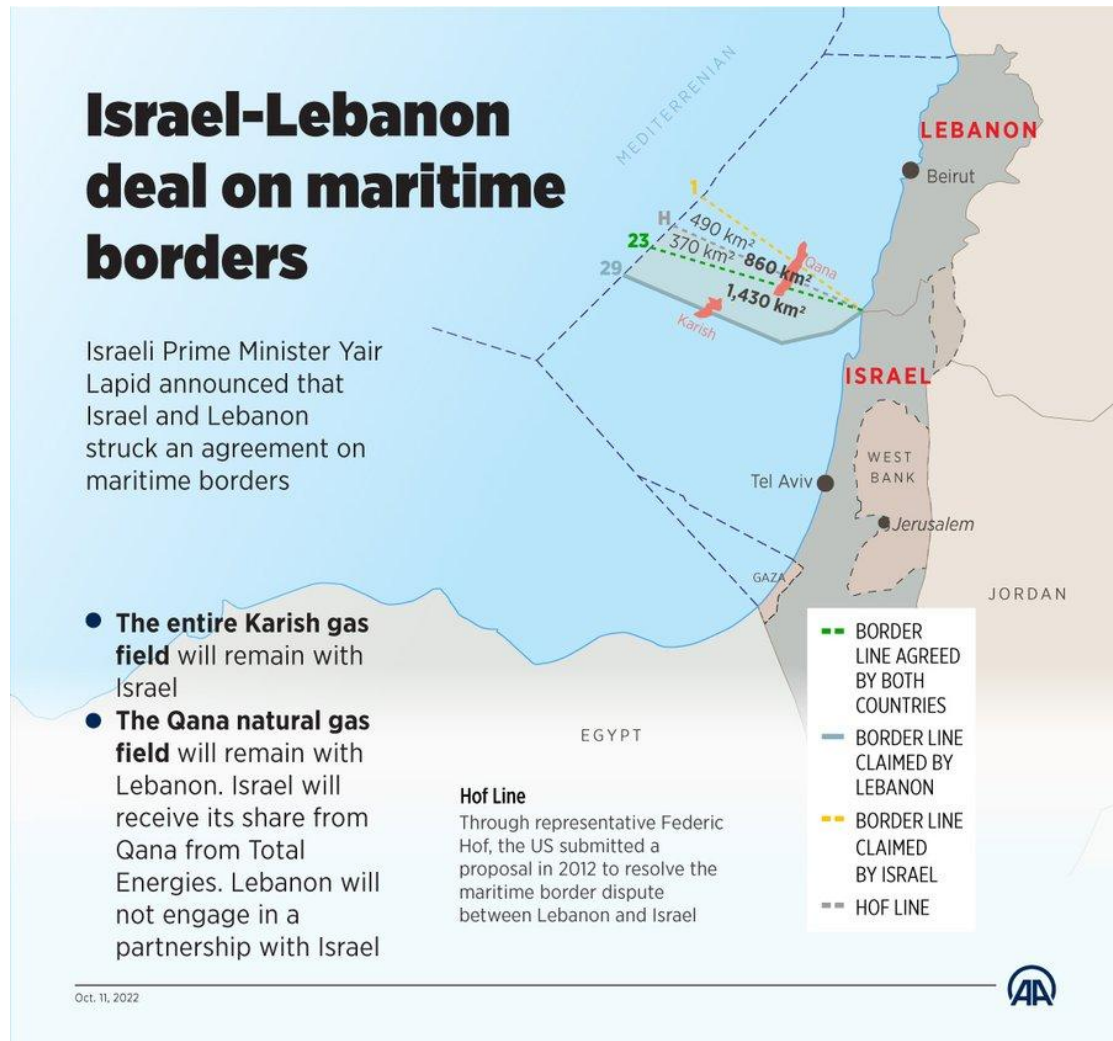 Israel-Lebanon
deal on maritime
borders
Israeli Prime Minister Yair
Lapid announced that
Israel and Lebanon
struck an agreement on
maritime borders
The entire Karish gas
field will remain with
Israel
The Qana natural gas
field will remain with
Lebanon. Israel will
receive its share from
Qana from Total
Energies. Lebanon will
not engage in a
partnership with Israel
MEDITERRENIAN
LEBANON
Beirut
1
H
490 km²
23
370 km²
860 km²
Qana
29
1,430 km²
Karish
ISRAEL
WEST
BANK
Tel Aviv
Jerusalem
GAZA
JORDAN
EGYPT
Hof Line
Through representative Federic
Hof, the US submitted a
proposal in 2012 to resolve the
maritime border dispute
between Lebanon and Israel
BORDER
LINE AGREED
BY BOTH
COUNTRIES
BORDER LINE
CLAIMED BY
LEBANON
BORDER LINE
CLAIMED
BY ISRAEL
HOF LINE
Oct. 11, 2022
AA